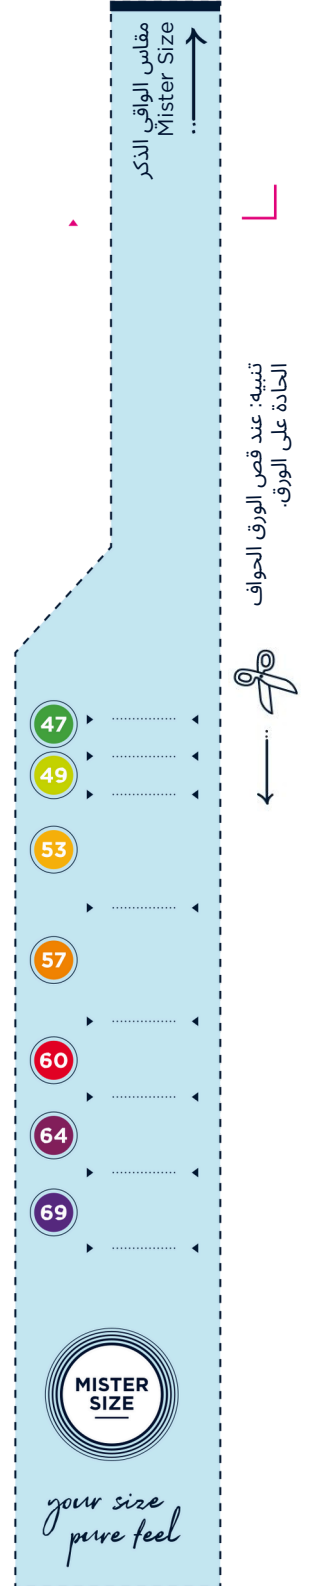 مقاس الواقي الذكر
Mister Size
تنبيه: عند قص الورق الحواف
الحادة على الورق.
47
49
53
57
60
64
69
MISTER
SIZE
your size
pure feel